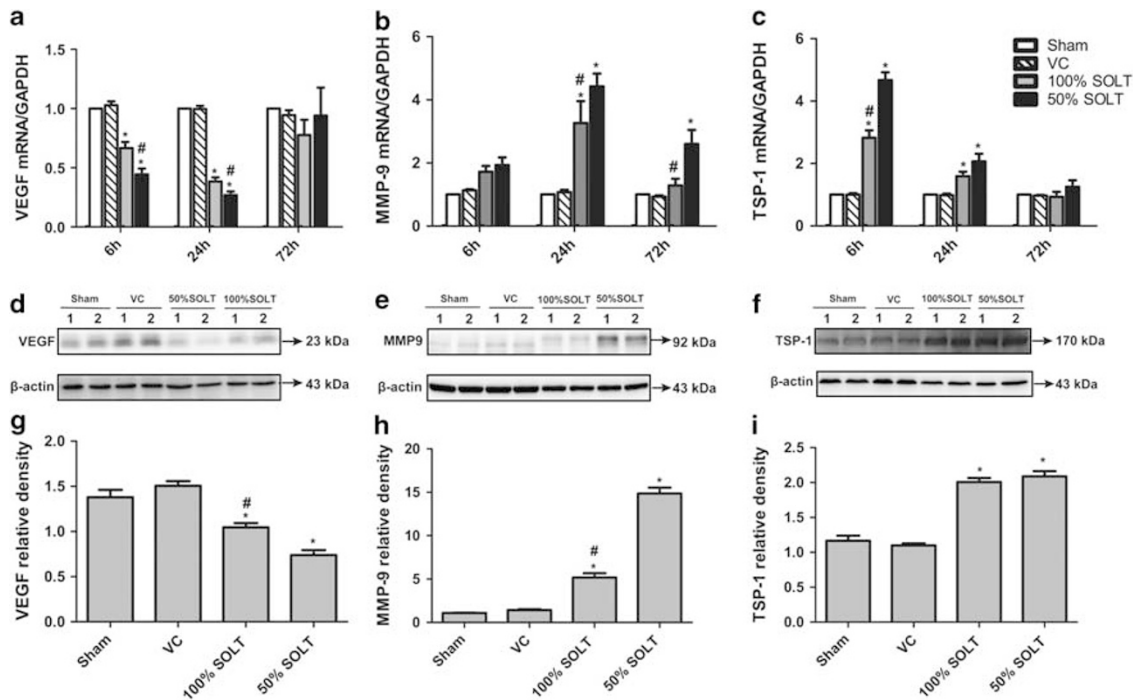 a
VEGF mRNA/GAPDH
1.5
1.0
0.5
0.0
* * # * * #
6h 24h 72h
b
MMP-9 mRNA/GAPDH
6
4
2
0
# * * # *
6h 24h 72h
c
TSP-1 mRNA/GAPDH
6
4
2
0
# * * * *
6h 24h 72h
Sham
VC
100% SOLT
50% SOLT
d
Sham VC 50%SOLT 100%SOLT
1 2 1 2 1 2 1 2
VEGF 23 kDa
β-actin 43 kDa
e
Sham VC 100%SOLT 50%SOLT
1 2 1 2 1 2 1 2
MMP9 92 kDa
β-actin 43 kDa
f
Sham VC 100%SOLT 50%SOLT
1 2 1 2 1 2 1 2
TSP-1 170 kDa
β-actin 43 kDa
g
VEGF relative density
2.0
1.5
1.0
0.5
0.0
# * *
Sham VC 100% SOLT 50% SOLT
h
MMP-9 relative density
20
15
10
5
0
# * *
Sham VC 100% SOLT 50% SOLT
i
TSP-1 relative density
2.5
2.0
1.5
1.0
0.5
0.0
* *
Sham VC 100% SOLT 50% SOLT